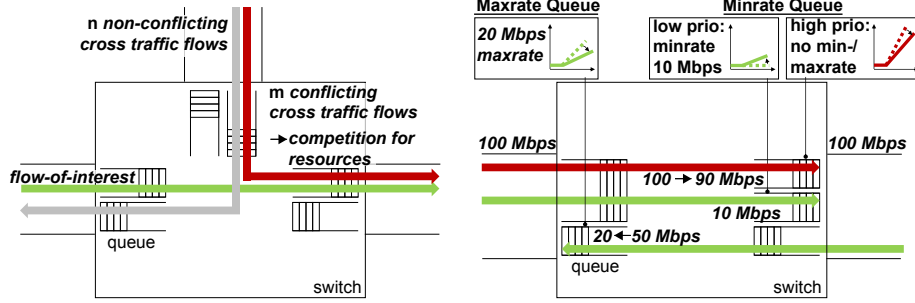 n non-conflicting
cross traffic flows
m conflicting
cross traffic flows
→competition for
resources
flow-of-interest
queue
switch
Maxrate Queue
Minrate Queue
20 Mbps
maxrate
low prio:
minrate
10 Mbps
high prio:
no min-/
maxrate
100 Mbps
100 Mbps
100→90 Mbps
10 Mbps
20←50 Mbps
queue
switch